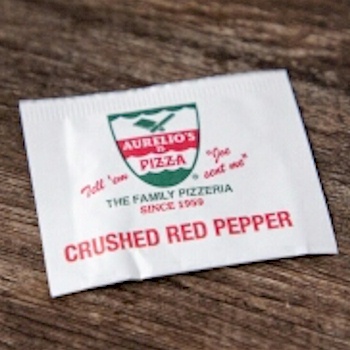 AURELIO'S
is
PIZZA
Tell 'em "Joe
sent me"
THE FAMILY PIZZERIA
SINCE 1959
CRUSHED RED PEPPER